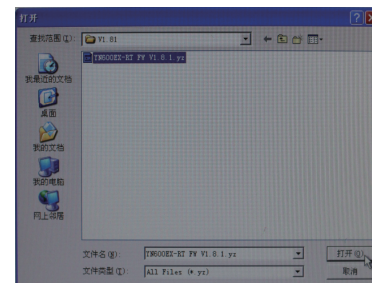 打开
查找范围(I):
V1.81
YN600EX-RT FW V1.8.1.yz
我最近的文档
桌面
我的文档
我的电脑
网上邻居
文件名(N):
YN600EX-RT FW V1.8.1.yz
打开(O)
文件类型(T):
All Files (*.yz)
取消